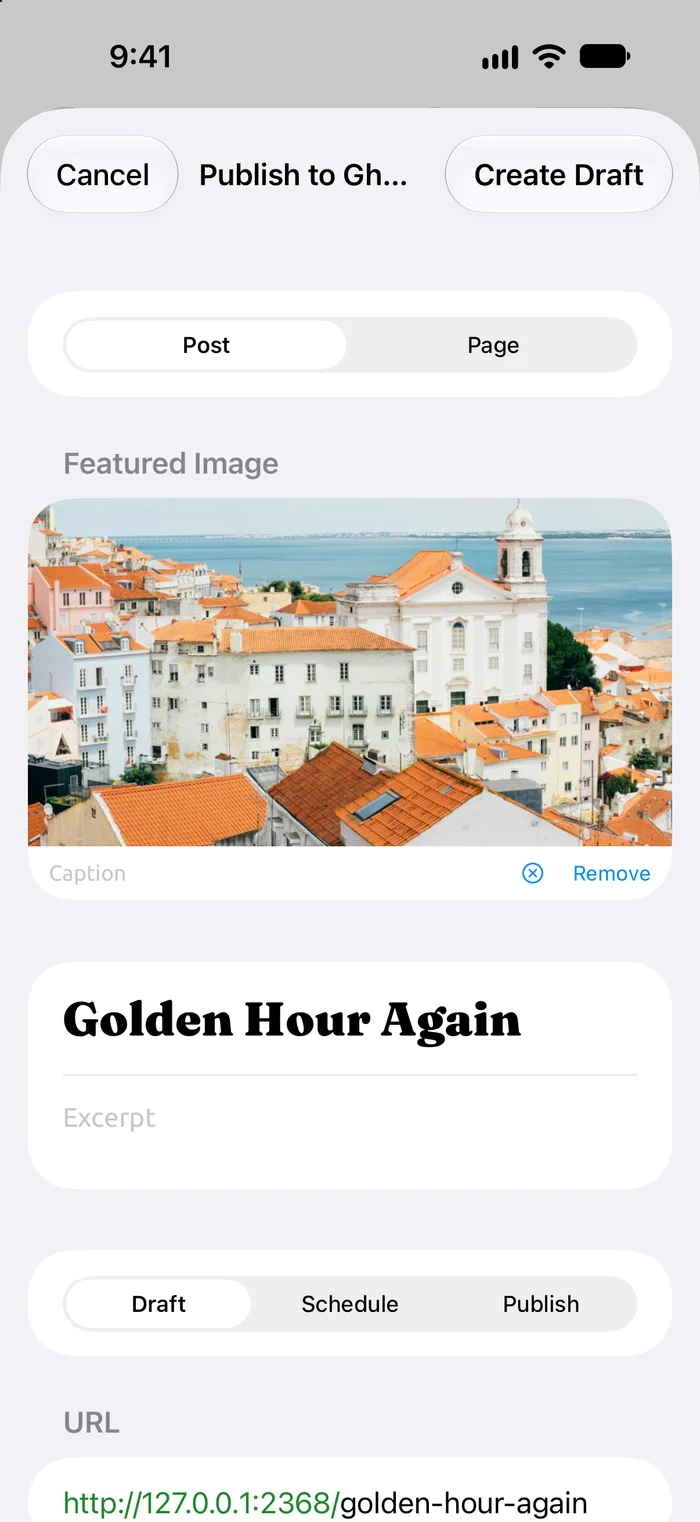 9:41
Cancel Publish to Gh... Create Draft
Post Page
Featured Image
Caption Remove
Golden Hour Again
Excerpt
Draft Schedule Publish
URL
http://127.0.0.1:2368/golden-hour-again